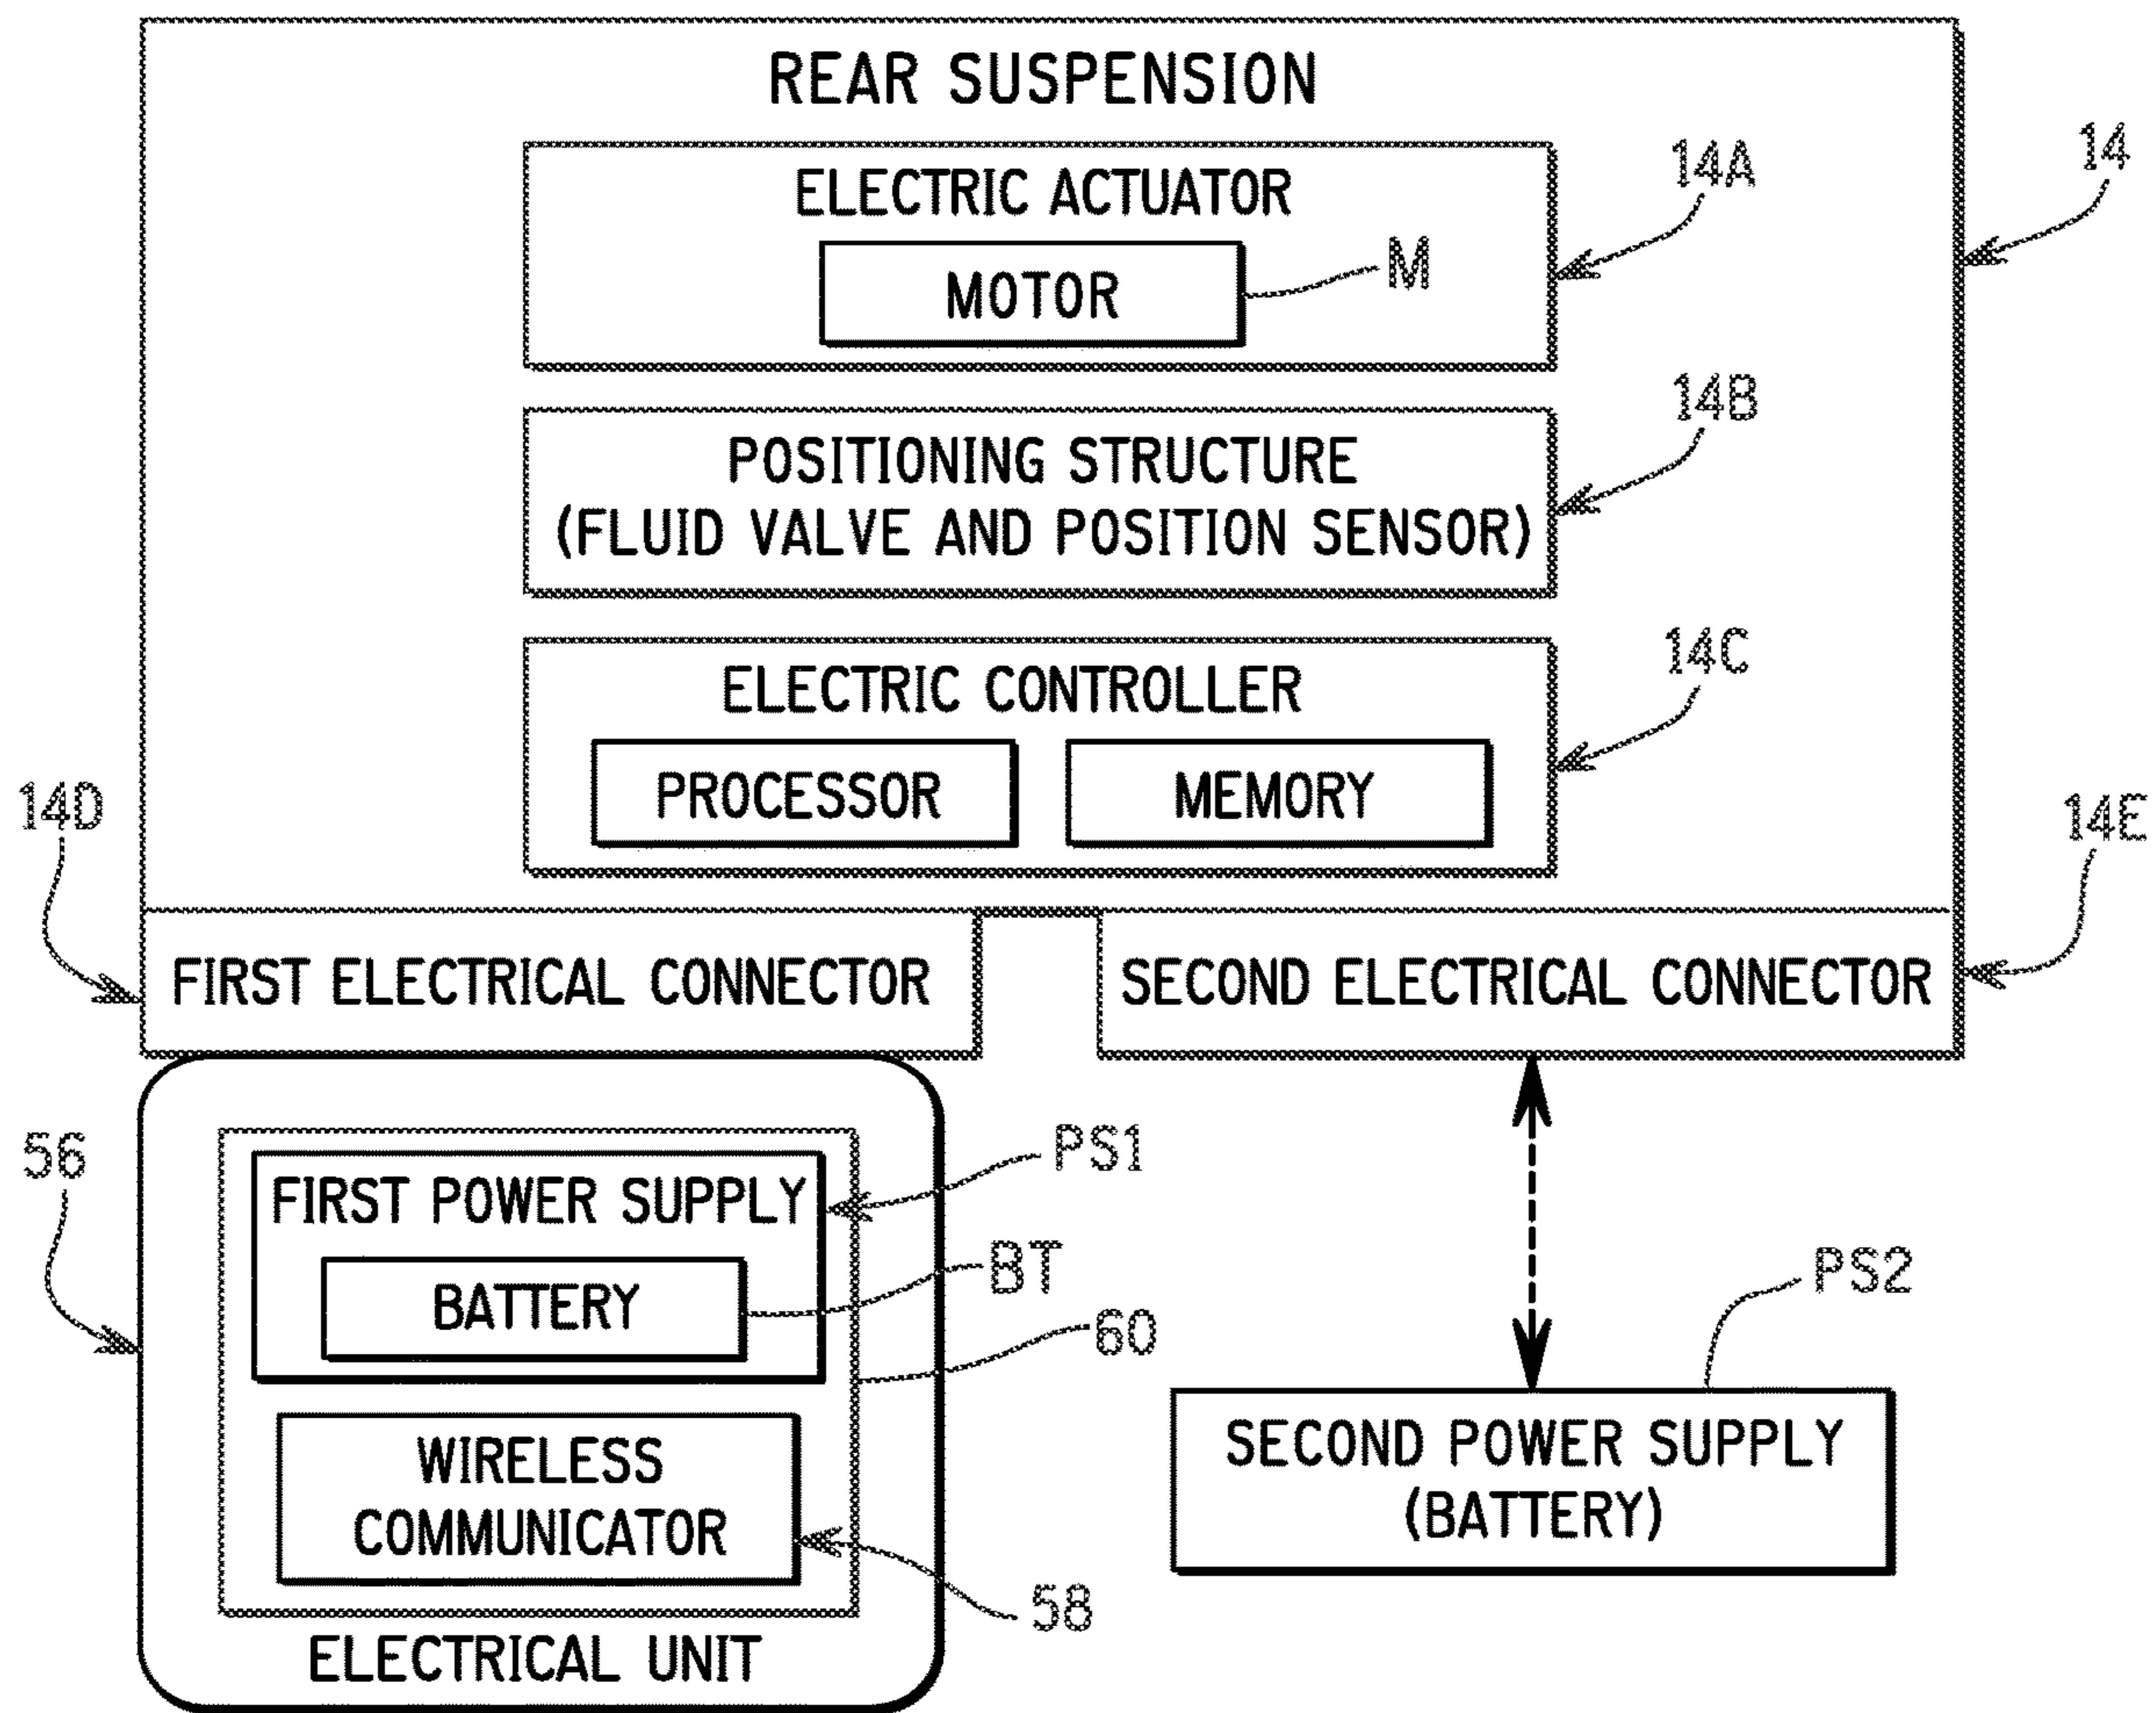 REAR SUSPENSION
14
ELECTRIC ACTUATOR
14A
MOTOR
M
POSITIONING STRUCTURE
(FLUID VALVE AND POSITION SENSOR)
14B
ELECTRIC CONTROLLER
14C
PROCESSOR
MEMORY
14D
14E
FIRST ELECTRICAL CONNECTOR
SECOND ELECTRICAL CONNECTOR
56
FIRST POWER SUPPLY
PS1
BATTERY
BT
60
WIRELESS
COMMUNICATOR
58
ELECTRICAL UNIT
PS2
SECOND POWER SUPPLY
(BATTERY)